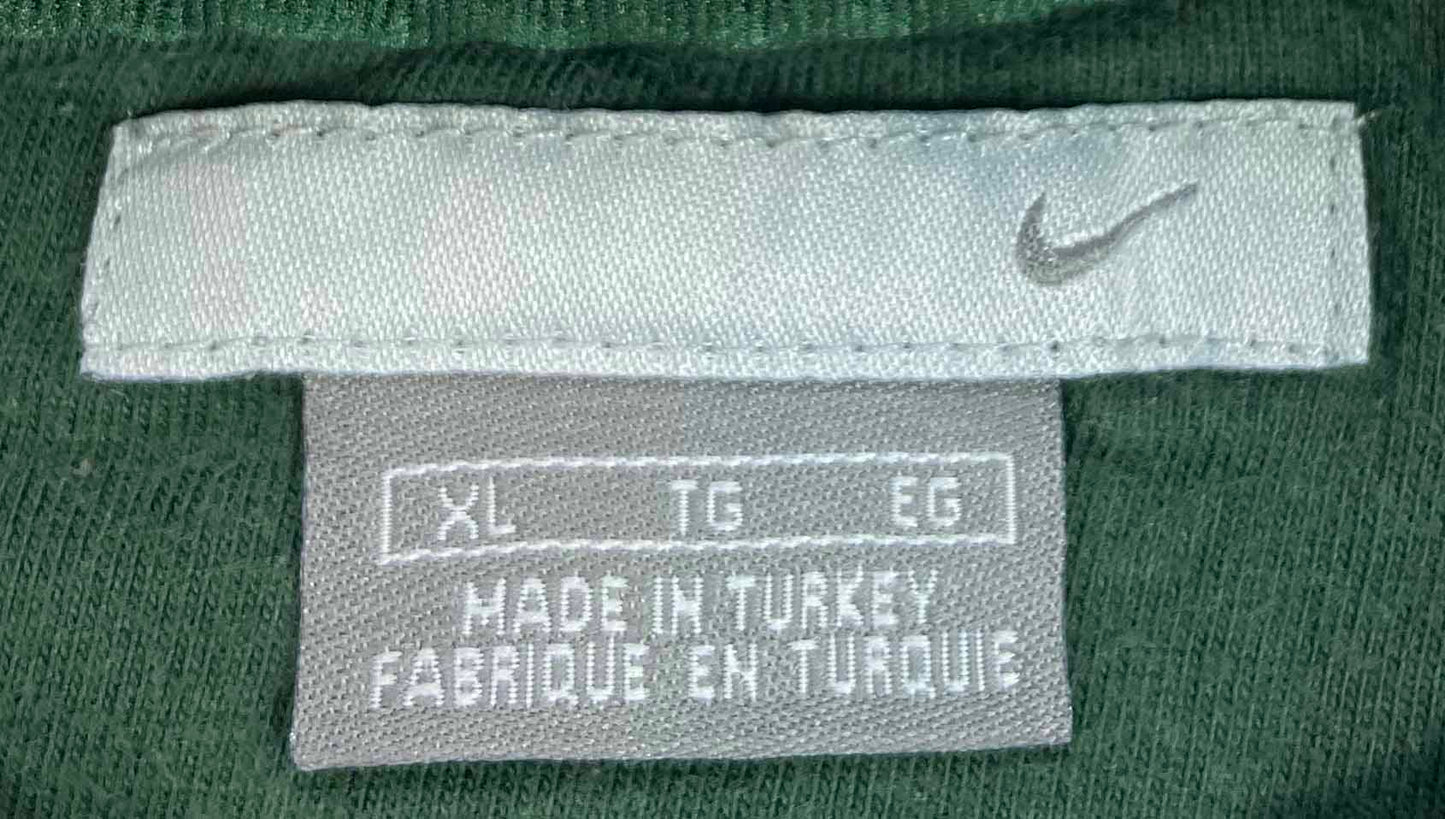 XL TG EG
MADE IN TURKEY
FABRIQUE EN TURQUIE